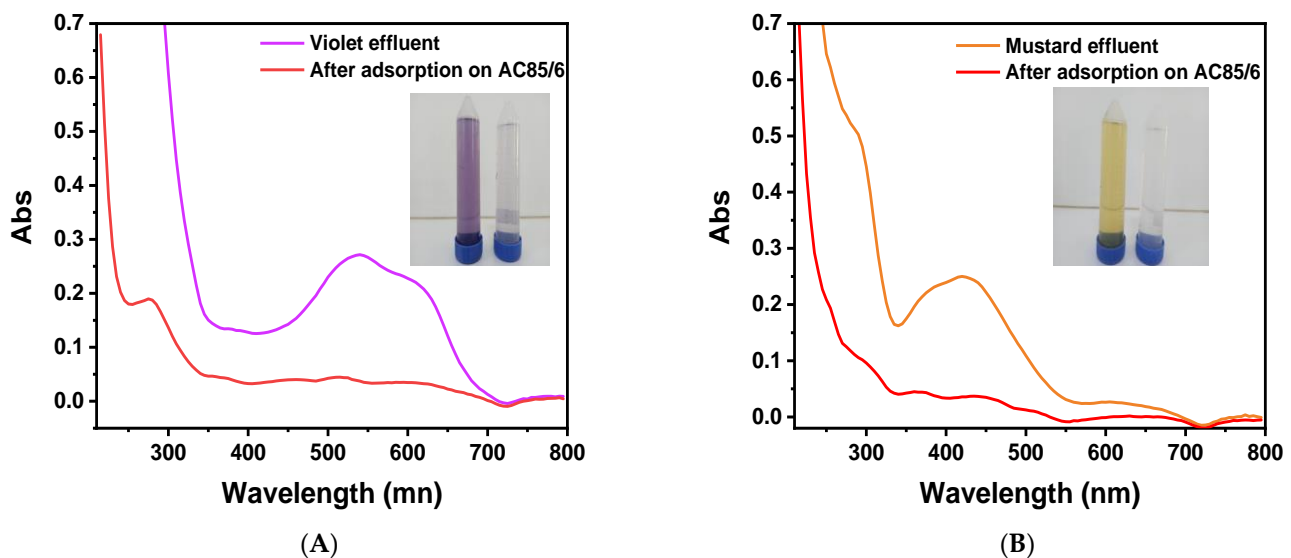 0.7
0.6
0.5
0.4
0.3
0.2
0.1
0.0
Abs
Violet effluent
After adsorption on AC85/6
300 400 500 600 700 800
Wavelength (mn)
(A)
0.7
0.6
0.5
0.4
0.3
0.2
0.1
0.0
Abs
Mustard effluent
After adsorption on AC85/6
300 400 500 600 700 800
Wavelength (nm)
(B)